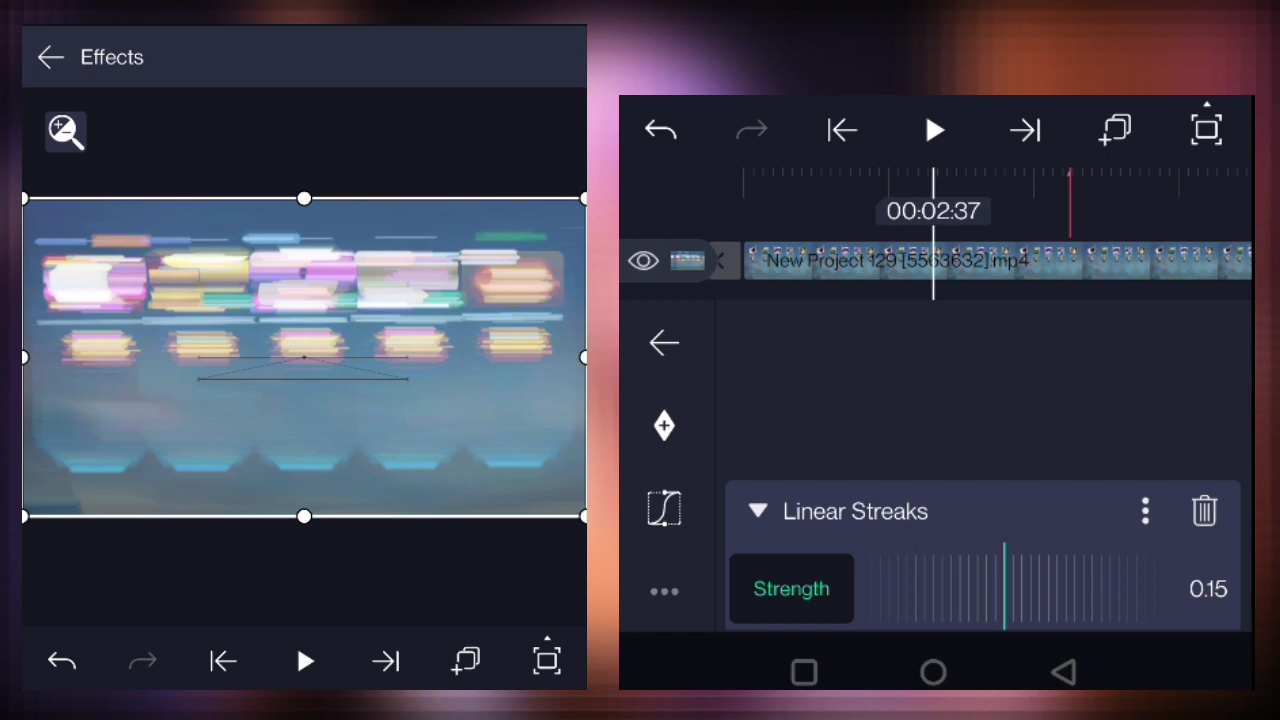 Effects
00:02:37
New Project 129 [5563632].mp4
Linear Streaks
Strength
0.15